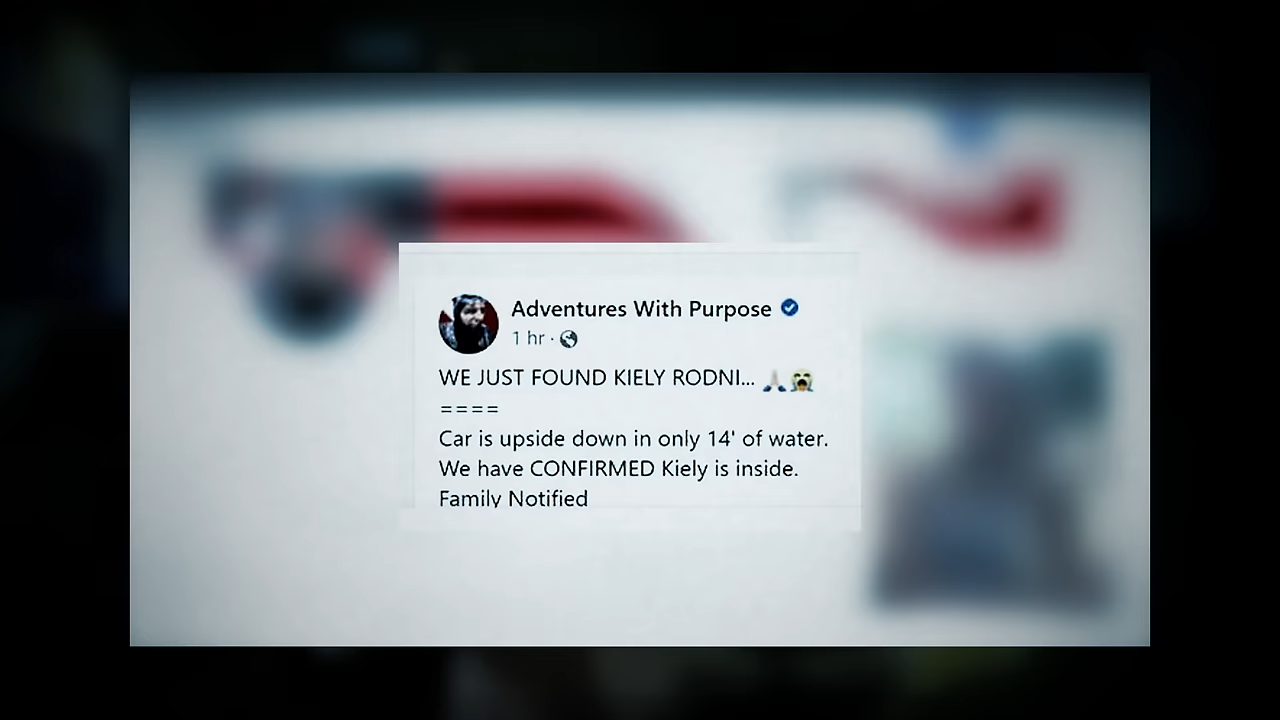 Adventures With Purpose
1 hr ·
WE JUST FOUND KIELY RODNI... 🙏🏻😭
====
Car is upside down in only 14' of water.
We have CONFIRMED Kiely is inside.
Family Notified